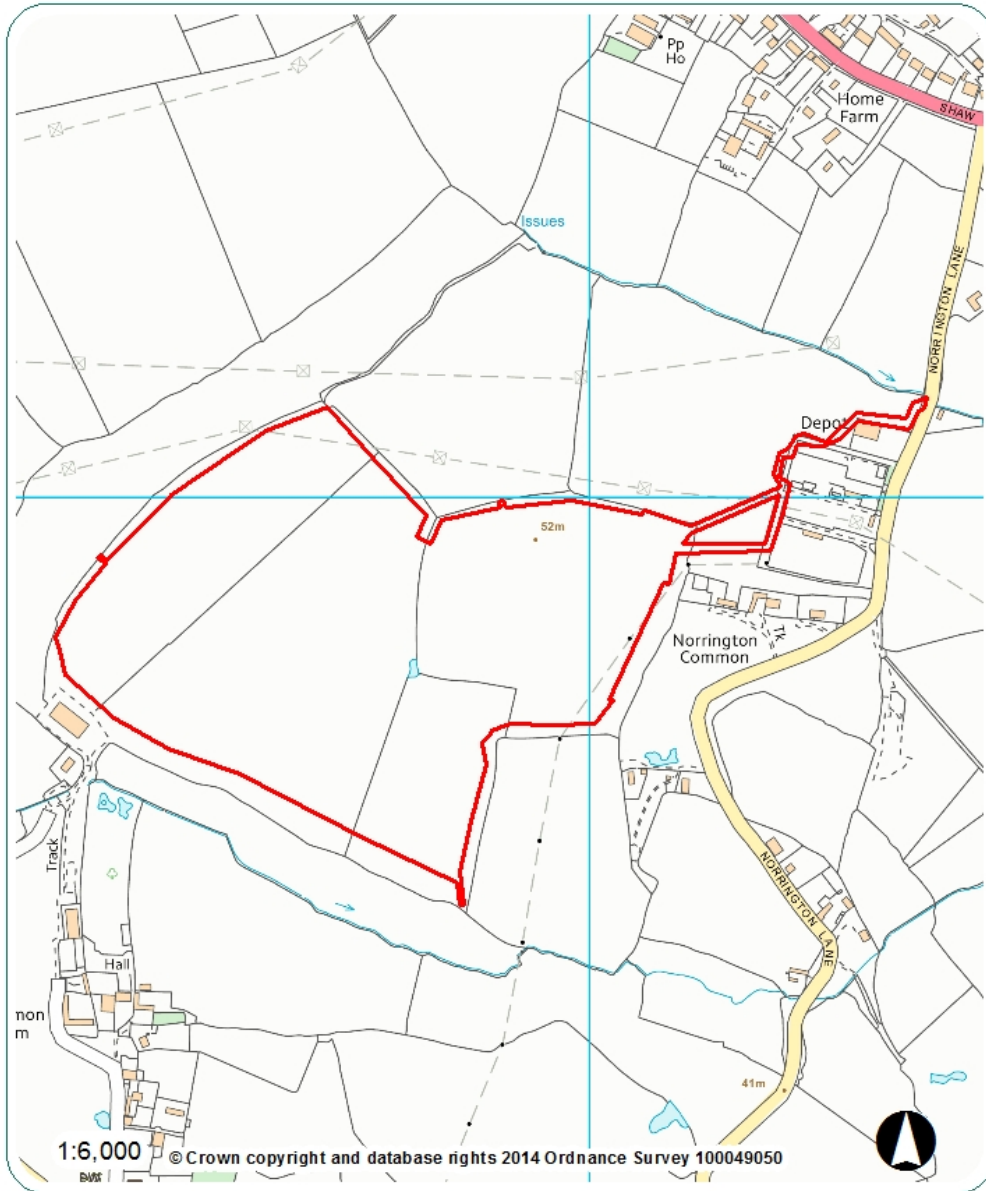 Pp
Ho
Home
Farm
SHAW
Issues
NORRINGTON LANE
Depot
52m
Norrington
Common
Tk
Track
NORRINGTON LANE
Hall
mon
m
41m
1:6,000
© Crown copyright and database rights 2014 Ordnance Survey 100049050